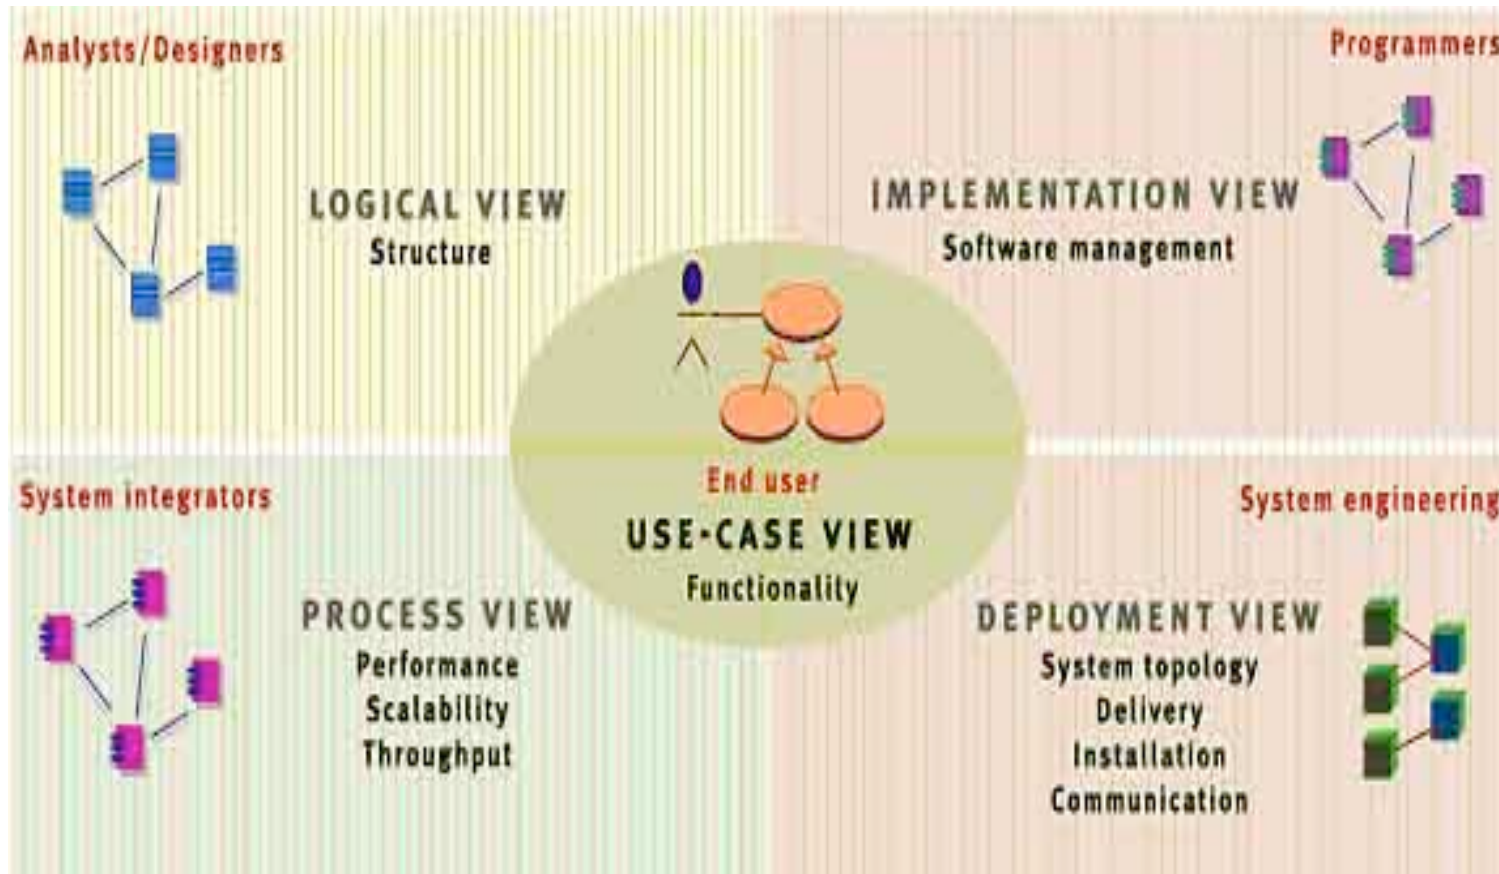 Analysts/Designers
LOGICAL VIEW
Structure
Programmers
IMPLEMENTATION VIEW
Software management
End user
USE-CASE VIEW
Functionality
System integrators
PROCESS VIEW
Performance
Scalability
Throughput
System engineering
DEPLOYMENT VIEW
System topology
Delivery
Installation
Communication